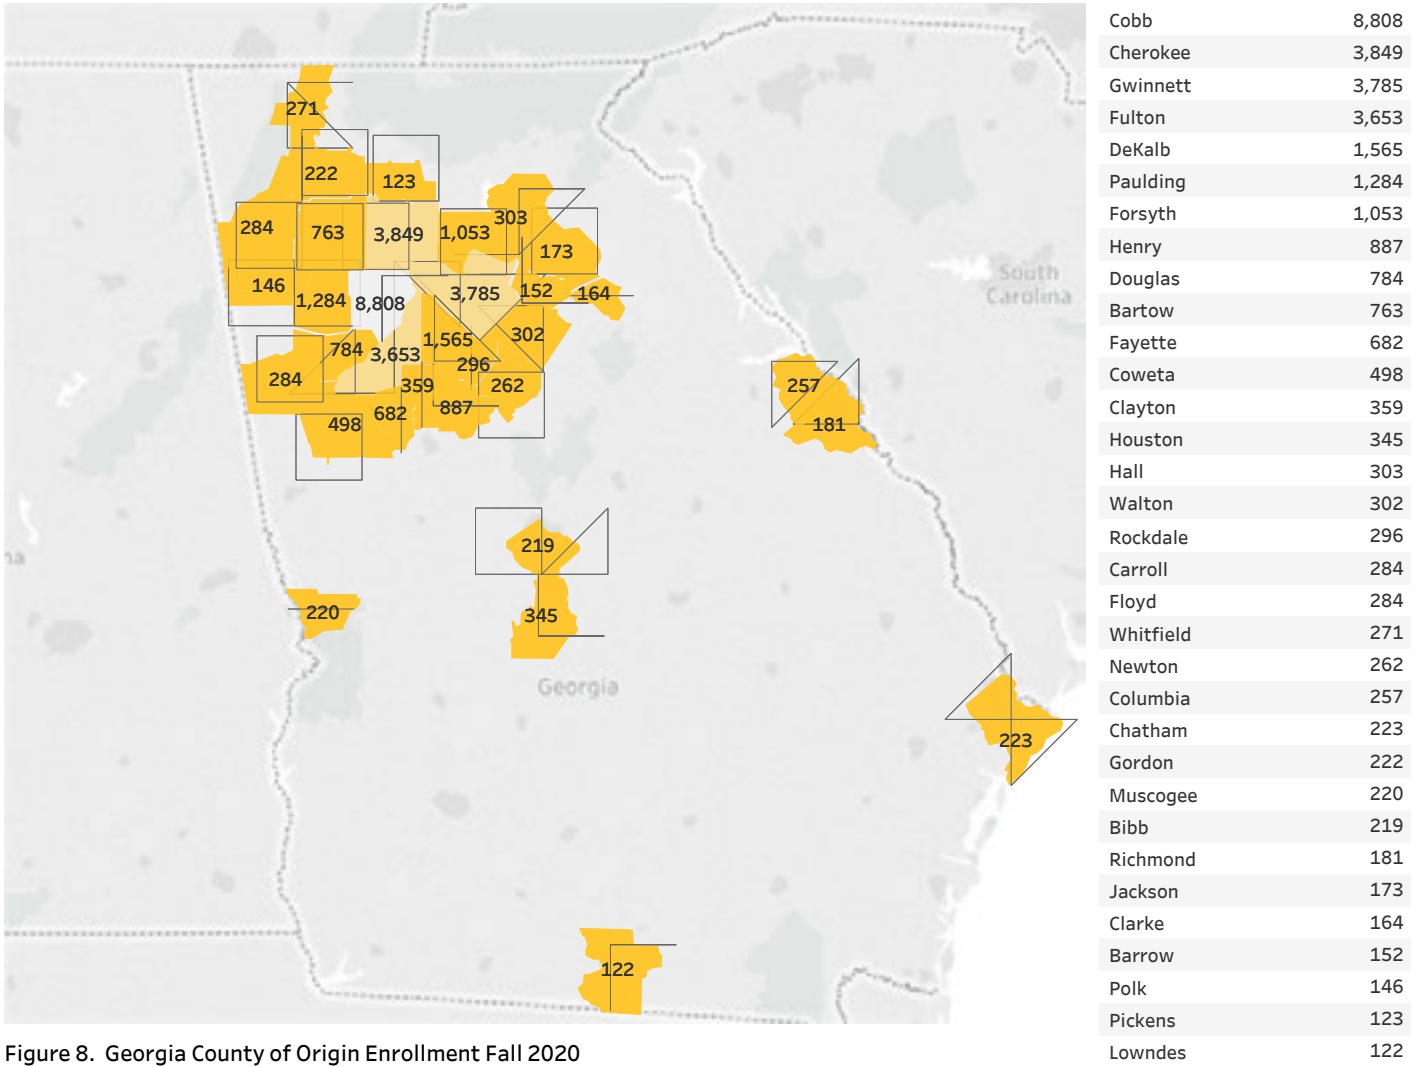 271
222
123
284
763
3,849
1,053
303
173
146
1,284
8,808
3,785
152
164
784
3,653
1,565
302
296
284
359
262
682
887
498
South
Carolina
257
181
219
220
345
Georgia
na
223
122
Cobb 8,808
Cherokee 3,849
Gwinnett 3,785
Fulton 3,653
DeKalb 1,565
Paulding 1,284
Forsyth 1,053
Henry 887
Douglas 784
Bartow 763
Fayette 682
Coweta 498
Clayton 359
Houston 345
Hall 303
Walton 302
Rockdale 296
Carroll 284
Floyd 284
Whitfield 271
Newton 262
Columbia 257
Chatham 223
Gordon 222
Muscogee 220
Bibb 219
Richmond 181
Jackson 173
Clarke 164
Barrow 152
Polk 146
Pickens 123
Lowndes 122
Figure 8. Georgia County of Origin Enrollment Fall 2020